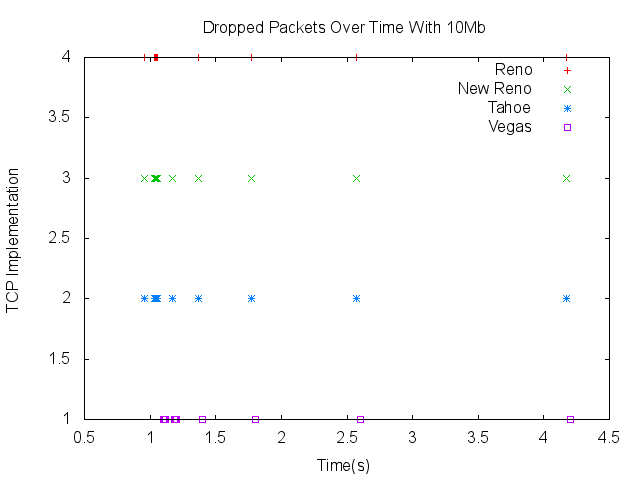 Dropped Packets Over Time With 10Mb
Reno
New Reno
Tahoe
Vegas
TCP Implementation
4
3.5
3
2.5
2
1.5
1
0.5 1 1.5 2 2.5 3 3.5 4 4.5
Time(s)